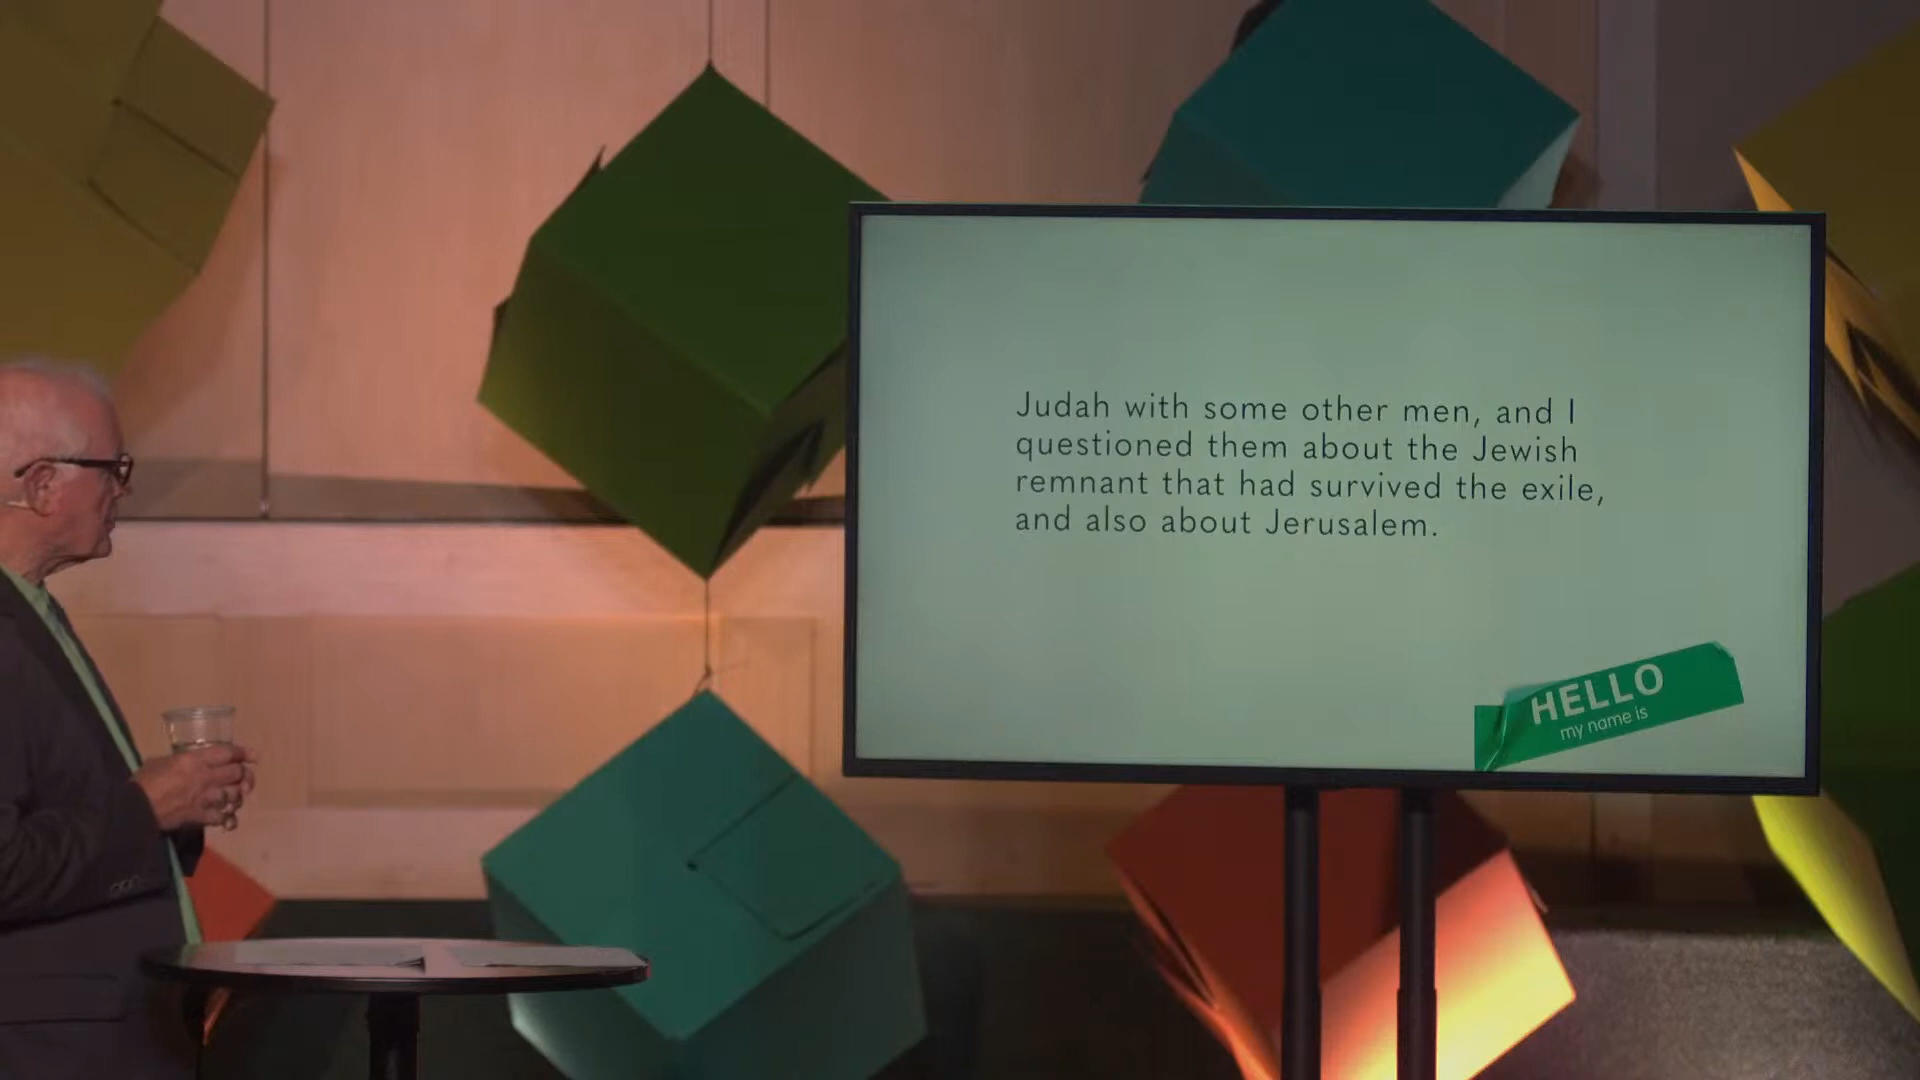 Judah with some other men, and I
questioned them about the Jewish
remnant that had survived the exile,
and also about Jerusalem.
HELLO
my name is